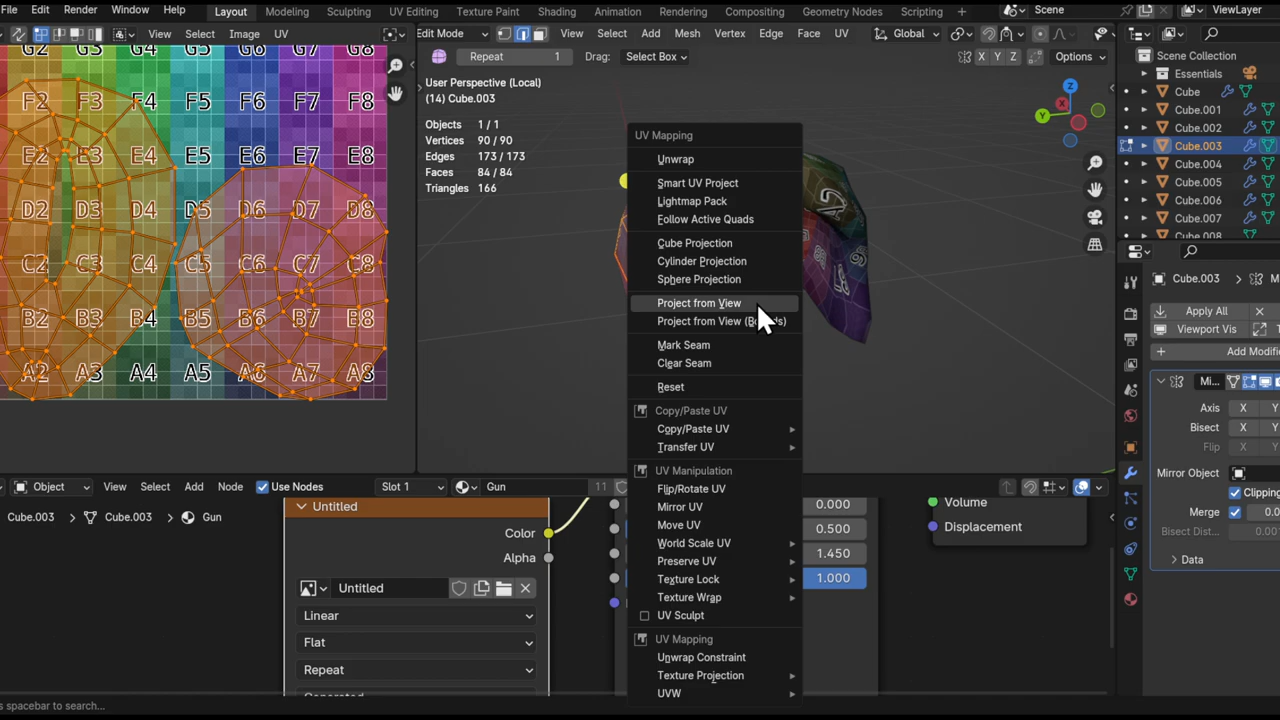 File Edit Render Window Help Layout Modeling Sculpting UV Editing Texture Paint Shading Animation Rendering Compositing Geometry Nodes Scripting + Scene ViewLayer
View Select Image UV
Edit Mode View Select Add Mesh Vertex Edge Face UV Global
Repeat 1 Drag: Select Box X Y Z Options
G2 G3 G4 G5 G6 G7 G8
F2 F3 F4 F5 F6 F7 F8
E2 E3 E4 E5 E6 E7 E8
D2 D3 D4 D5 D6 D7 D8
C2 C3 C4 C5 C6 C7 C8
B2 B3 B4 B5 B6 B7 B8
A2 A3 A4 A5 A6 A7 A8
User Perspective (Local)
(14) Cube.003
Objects 1 / 1
Vertices 90 / 90
Edges 173 / 173
Faces 84 / 84
Triangles 166
X
Y
Z
UV Mapping
Unwrap
Smart UV Project
Lightmap Pack
Follow Active Quads
Cube Projection
Cylinder Projection
Sphere Projection
Project from View
Project from View
Mark Seam
Clear Seam
Reset
Copy/Paste UV
Copy/Paste UV
Transfer UV
UV Manipulation
Flip/Rotate UV
Mirror UV
Move UV
World Scale UV
Preserve UV
Texture Lock
Texture Wrap
UV Sculpt
UV Mapping
Unwrap Constraint
Texture Projection
UVW
Scene Collection
Essentials
Cube
Cube.001
Cube.002
Cube.003
Cube.004
Cube.005
Cube.006
Cube.007
Cube.008
Cube.003
Apply All
Viewport Vis
Add Modifi
Mi...
Axis X Y
Bisect X Y
Flip X Y
Mirror Object
Clipping
Merge 0.0
Bisect Dist... 0.001
Data
Object View Select Add Node Use Nodes Slot 1 Gun 11
Cube.003 Cube.003 Gun
Untitled
Color
Alpha
Untitled
Linear
Flat
Repeat
0.000
0.500
1.450
1.000
Volume
Displacement
s spacebar to search...